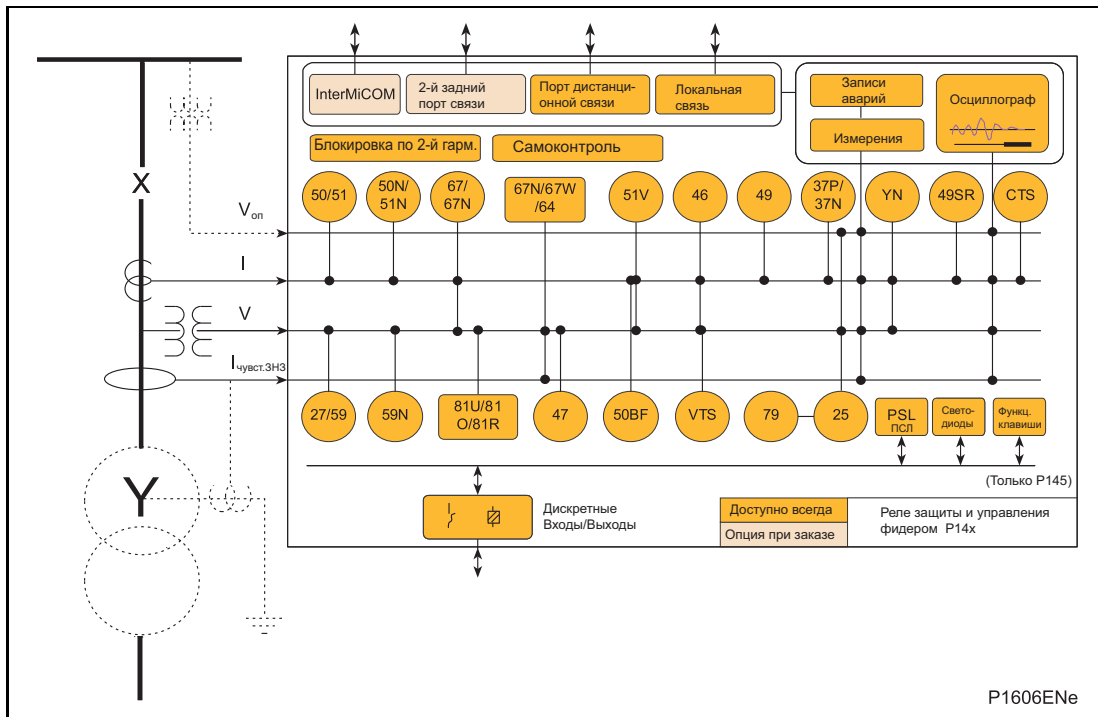 InterMiCOM
2-й задний
порт связи
Порт дистанци-
онной связи
Локальная
связь
Записи
аварий
Измерения
Осциллограф
Блокировка по 2-й гарм.
Самоконтроль
X
50/51
50N/
51N
67/
67N
67N/67W
/64
51V
46
49
37P/
37N
YN
49SR
CTS
Vоп
I
V
Iчувст.ЗНЗ
27/59
59N
81U/81
O/81R
47
50BF
VTS
79
25
PSL
ПСЛ
Свето-
диоды
Функц.
клавиши
Y
(Только P145)
Дискретные
Входы/Выходы
Доступно всегда
Опция при заказе
Реле защиты и управления
фидером P14x
P1606ENe